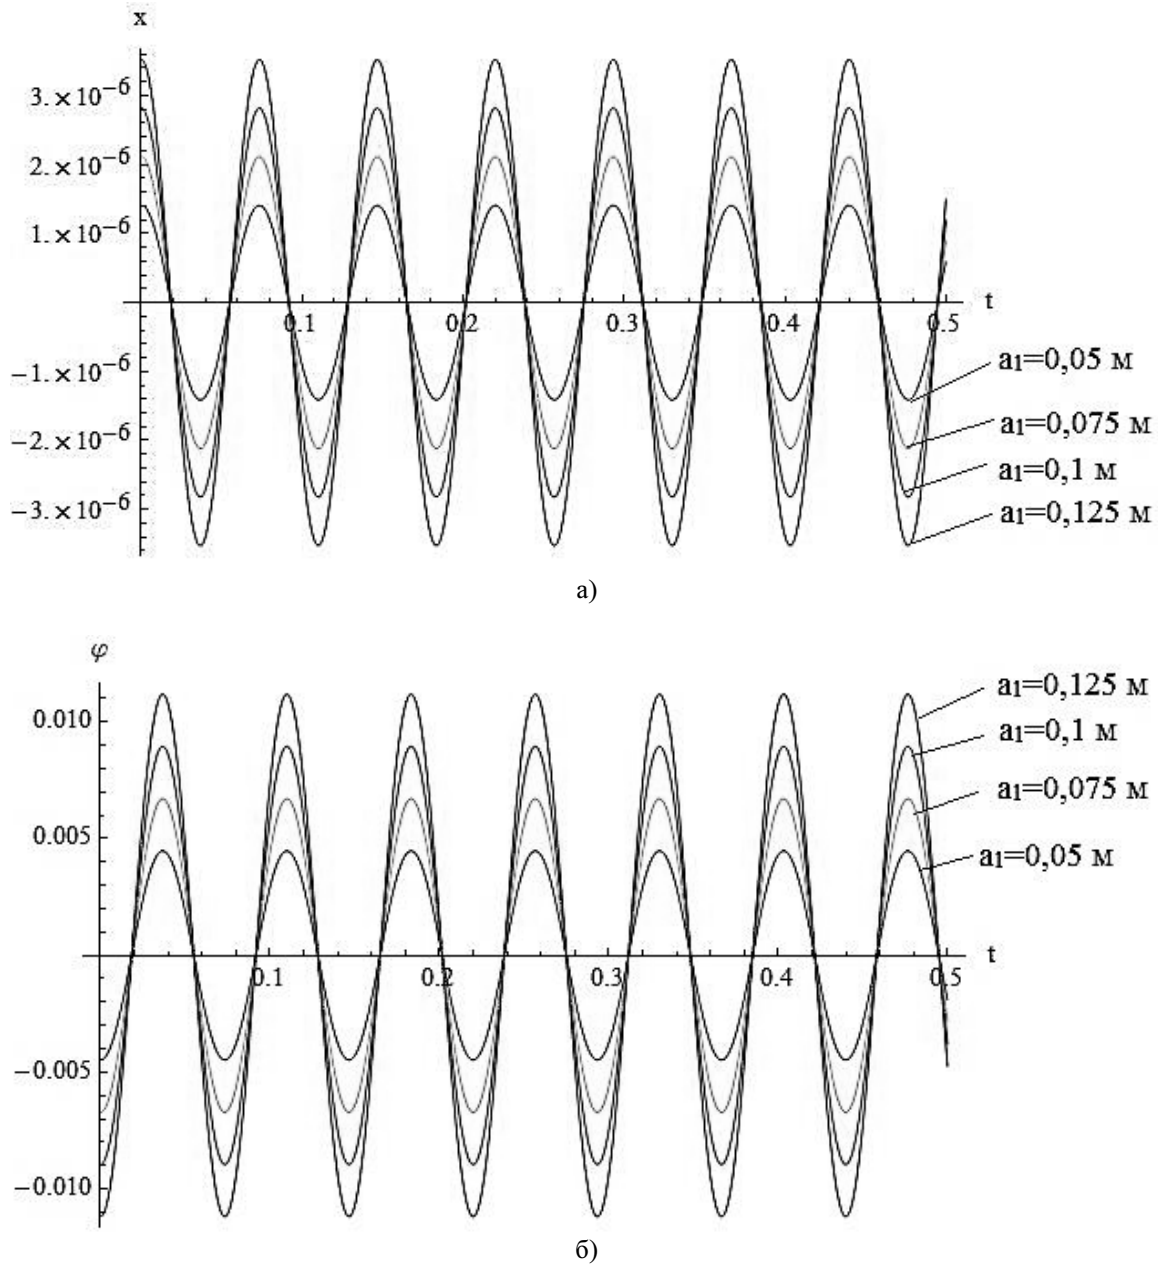 x
3.×10⁻⁶
2.×10⁻⁶
1.×10⁻⁶
0.1 0.2 0.3 0.4 0.5 t
−1.×10⁻⁶
−2.×10⁻⁶
−3.×10⁻⁶
a₁=0,05 м
a₁=0,075 м
a₁=0,1 м
a₁=0,125 м
а)
φ
0.010
0.005
0.1 0.2 0.3 0.4 0.5 t
−0.005
−0.010
a₁=0,125 м
a₁=0,1 м
a₁=0,075 м
a₁=0,05 м
б)